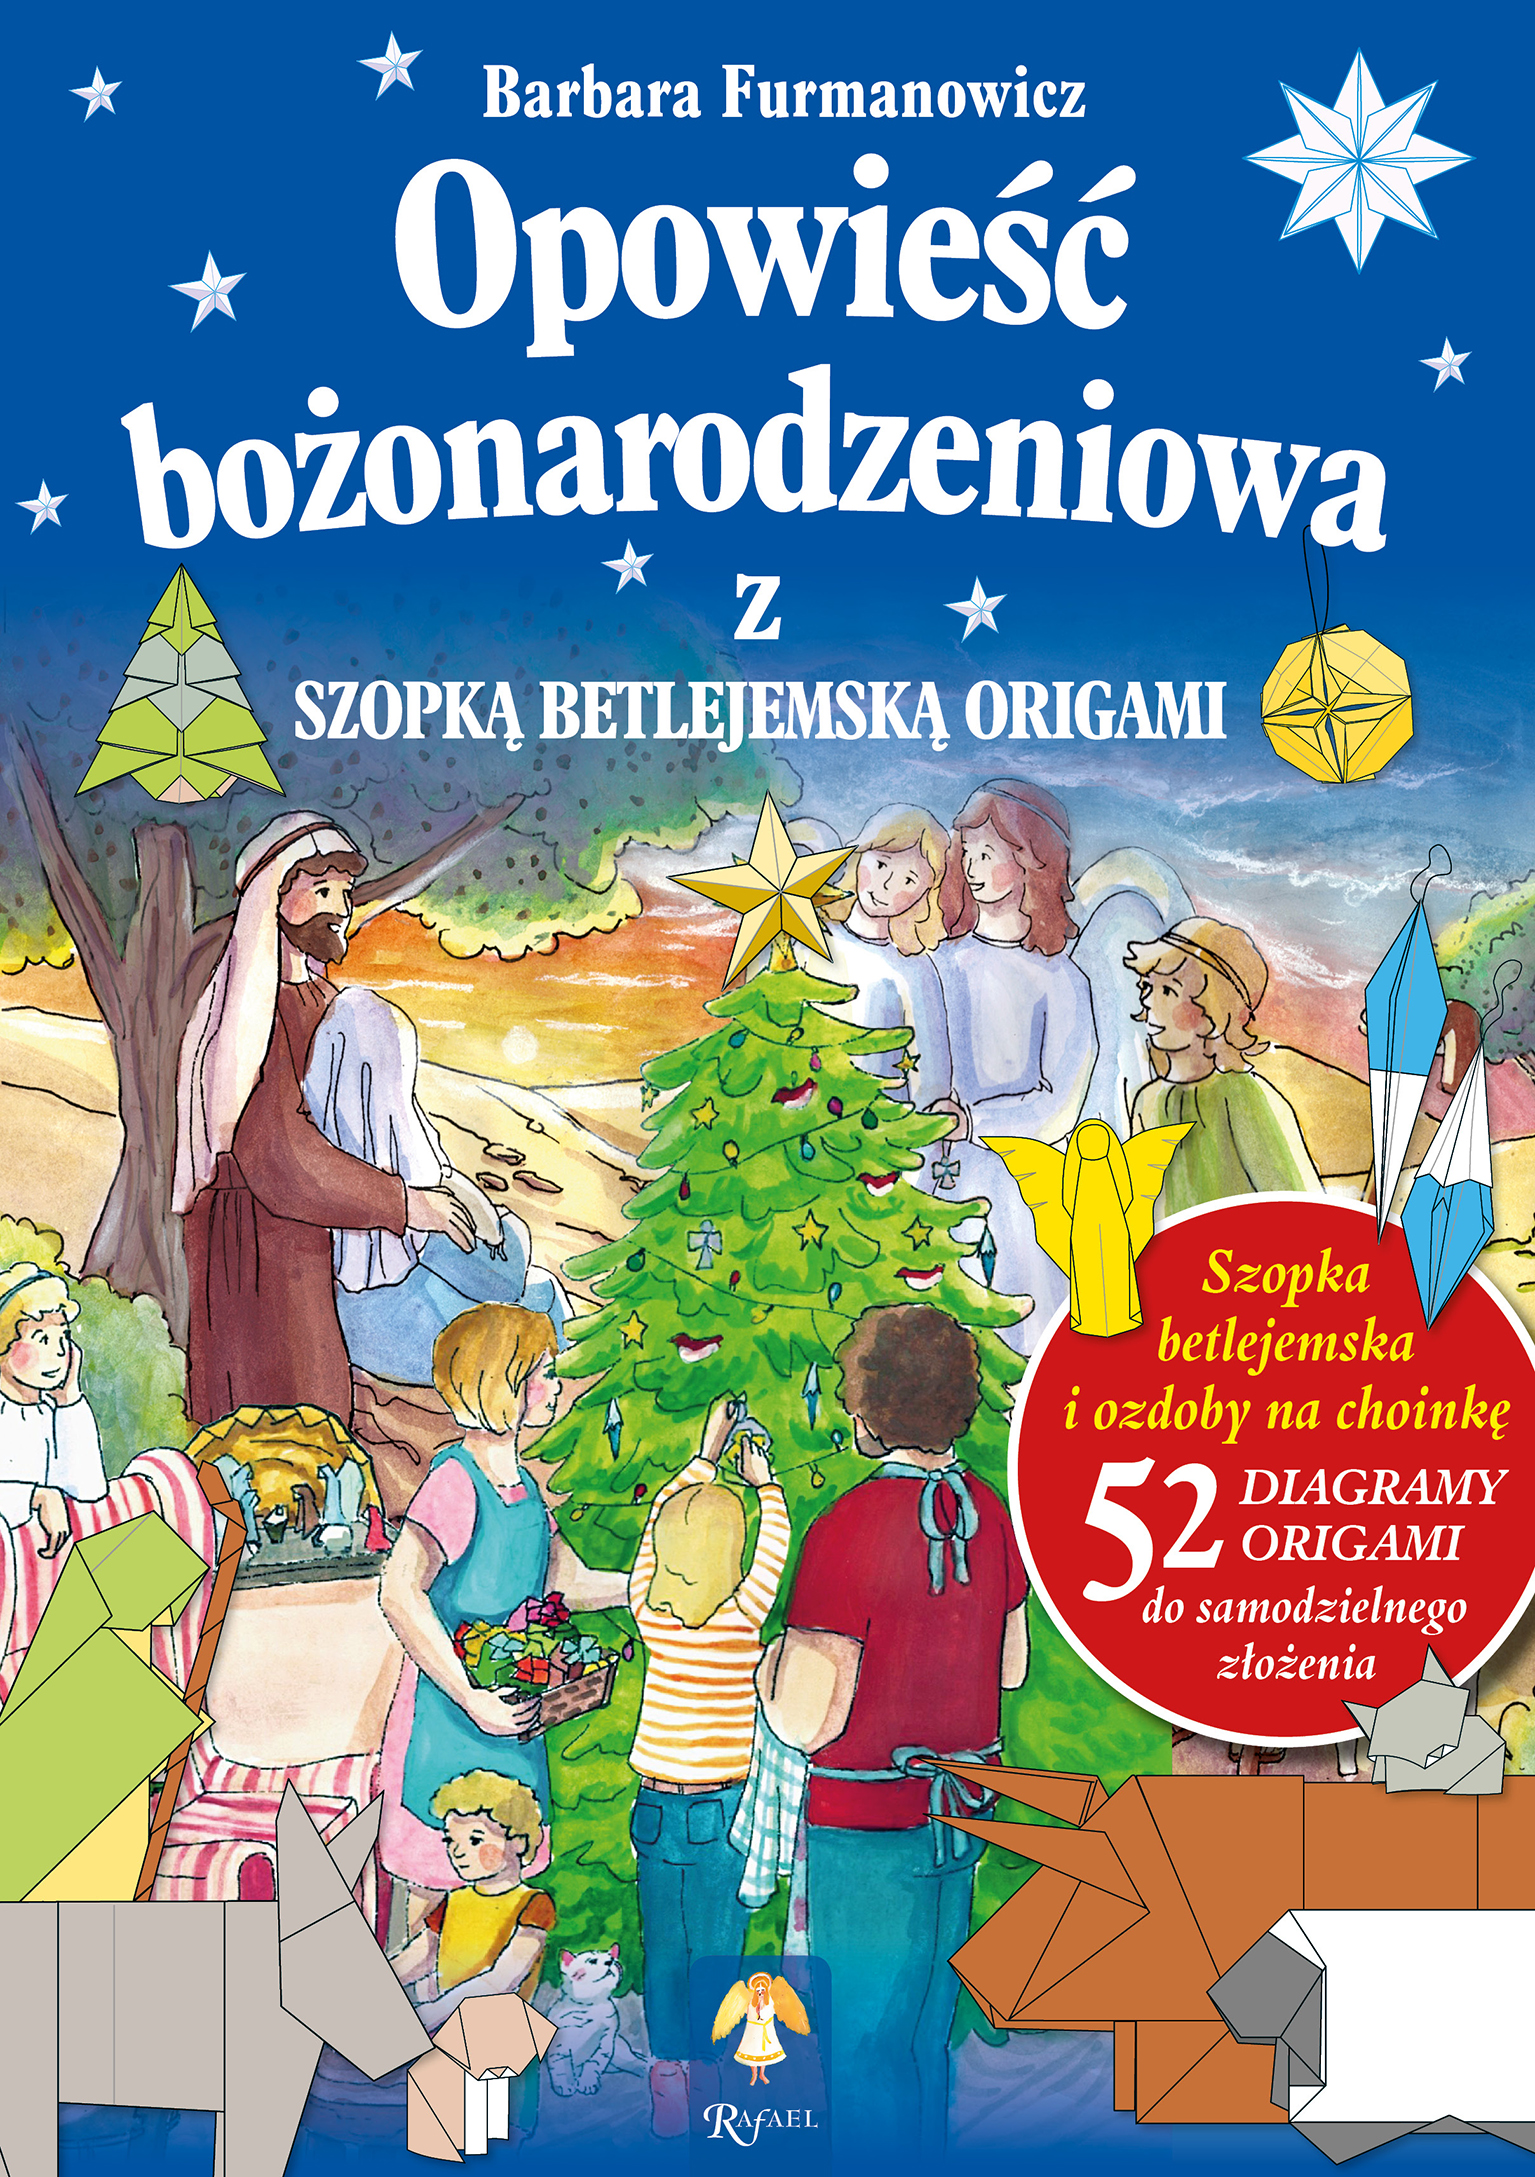 Barbara Furmanowicz
Opowieść
bożonarodzeniowa
z
SZOPKĄ BETLEJEMSKĄ ORIGAMI
Szopka
betlejemska
i ozdoby na choinkę
52 DIAGRAMY
ORIGAMI
do samodzielnego
złożenia
RAFAEL